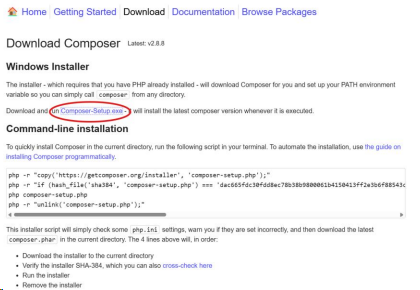 Home Getting Started Download Documentation Browse Packages
Download Composer Latest: v2.8.8
Windows Installer
The installer - which requires that you have PHP already installed - will download Composer for you and set up your PATH environment
variable so you can simply call composer from any directory.
Download and run Composer-Setup.exe - it will install the latest composer version whenever it is executed.
Command-line installation
To quickly install Composer in the current directory, run the following script in your terminal. To automate the installation, use the guide on
installing Composer programmatically.
php -r "copy('https://getcomposer.org/installer', 'composer-setup.php');"
php -r "if (hash_file('sha384', 'composer-setup.php') ===
php composer-setup.php
php -r "unlink('composer-setup.php');"
This installer script will simply check some php.ini settings, warn you if they are set incorrectly, and then download the latest
composer.phar in the current directory. The 4 lines above will, in order:
Download the installer to the current directory
Verify the installer SHA-384, which you can also cross-check here
Run the installer
Remove the installer